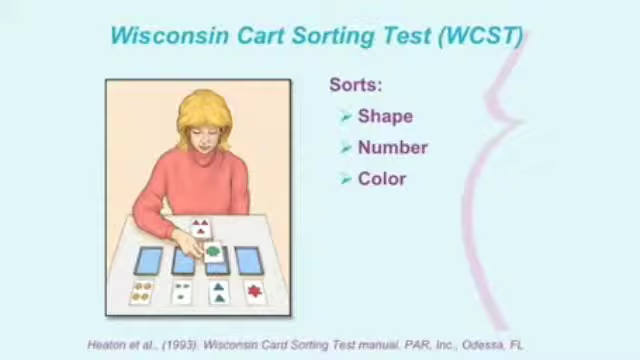 Wisconsin Cart Sorting Test (WCST)
Sorts:
Shape
Number
Color
Heaton et al., (1993). Wisconsin Card Sorting Test manual. PAR, Inc., Odessa, FL